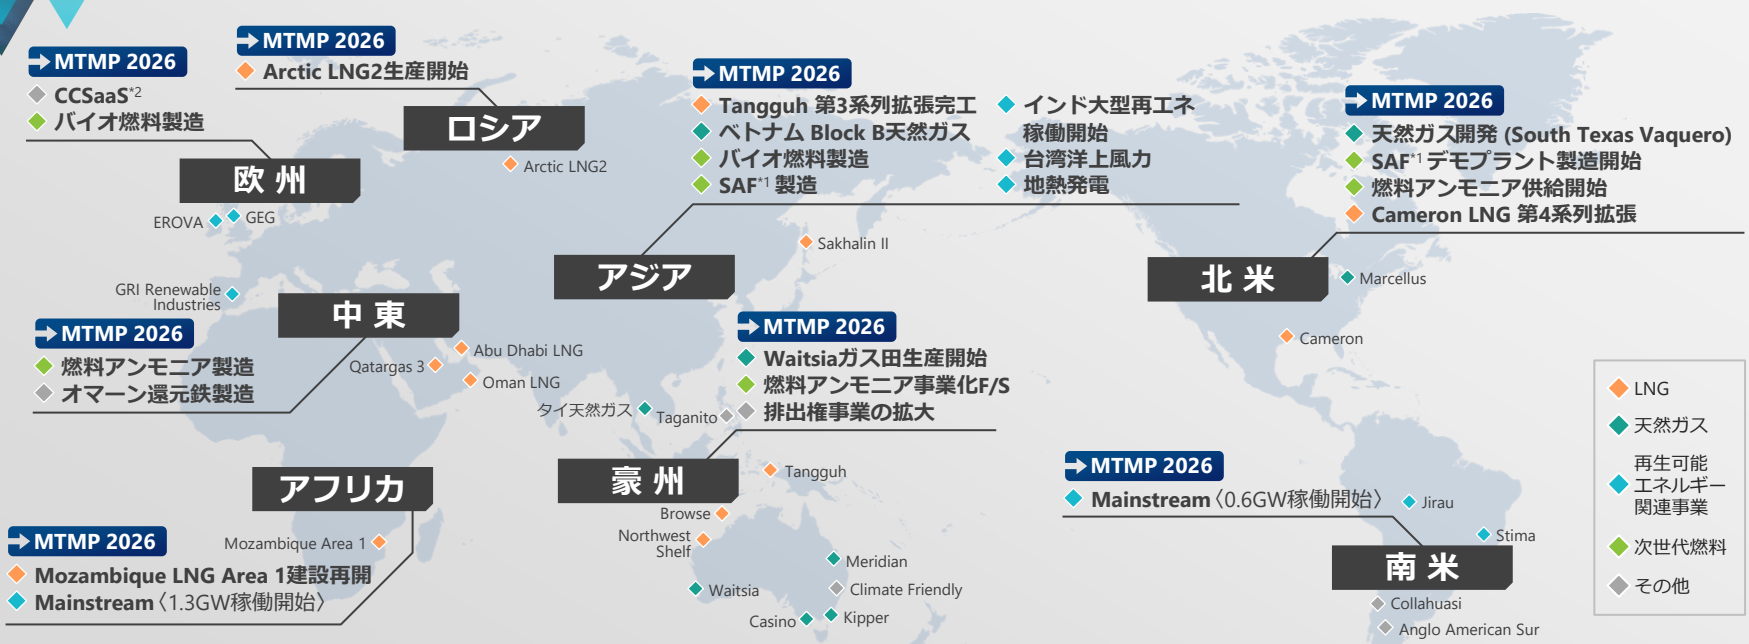 MTMP 2026
CCSaaS*2
バイオ燃料製造
欧州
EROVA
GEG
GRI Renewable
Industries
MTMP 2026
Arctic LNG2生産開始
ロシア
Arctic LNG2
MTMP 2026
Tangguh 第3系列拡張完工
ベトナム Block B天然ガス
バイオ燃料製造
SAF*1 製造
インド大型再エネ
稼働開始
台湾洋上風力
地熱発電
アジア
Sakhalin II
タイ天然ガス
Taganito
Tangguh
MTMP 2026
天然ガス開発 (South Texas Vaquero)
SAF*1 デモプラント製造開始
燃料アンモニア供給開始
Cameron LNG 第4系列拡張
北米
Marcellus
Cameron
中東
MTMP 2026
燃料アンモニア製造
オマーン還元鉄製造
Abu Dhabi LNG
Qatargas 3
Oman LNG
MTMP 2026
Waitsiaガス田生産開始
燃料アンモニア事業化F/S
排出権事業の拡大
豪州
Browse
Northwest
Shelf
Waitsia
Meridian
Climate Friendly
Casino
Kipper
アフリカ
MTMP 2026
Mozambique Area 1
Mozambique LNG Area 1建設再開
Mainstream〈1.3GW稼働開始〉
MTMP 2026
Mainstream〈0.6GW稼働開始〉
南米
Jirau
Stima
Collahuasi
Anglo American Sur
LNG
天然ガス
再生可能
エネルギー
関連事業
次世代燃料
その他